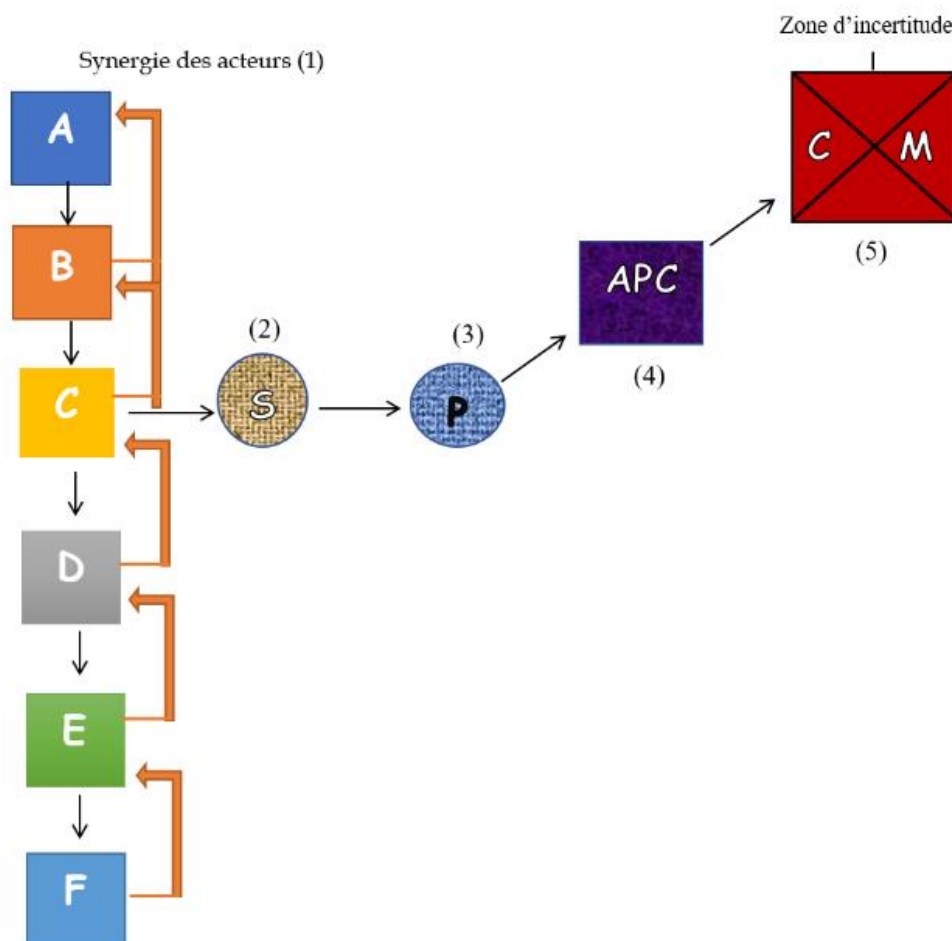 Zone d'incertitude
Synergie des acteurs (1)
A
C M
B
(5)
APC
(2)
(3)
(4)
C
S
P
D
E
F